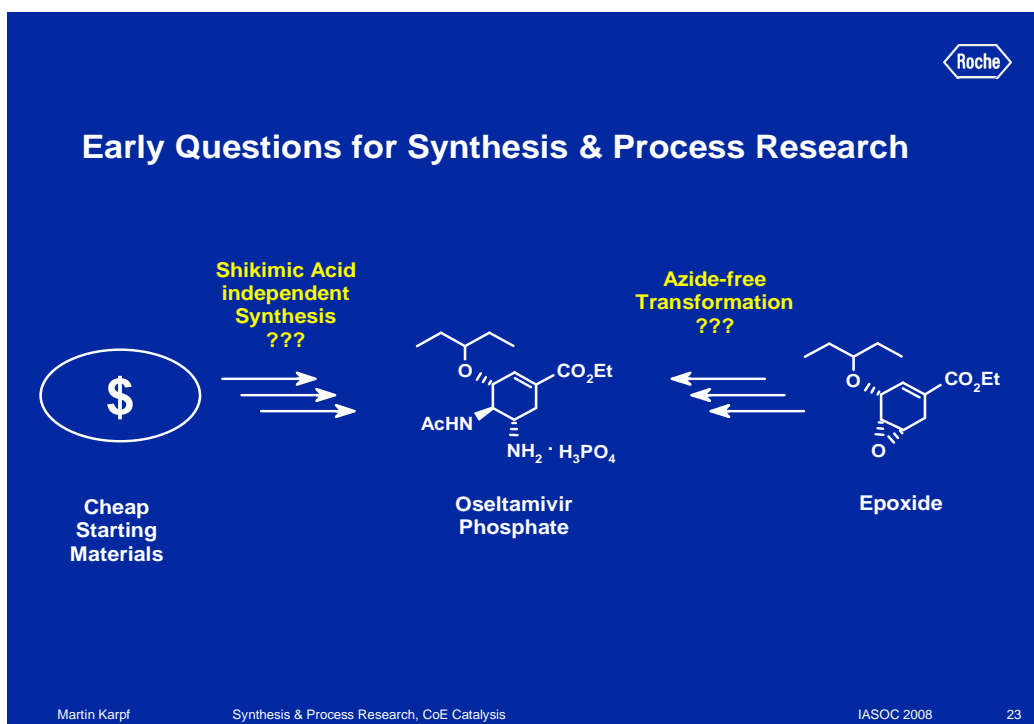 Roche
Early Questions for Synthesis & Process Research
Shikimic Acid
independent
Synthesis
???
Azide-free
Transformation
???
$
O
CO₂Et
AcHN
NH₂ · H₃PO₄
O
CO₂Et
O
Cheap
Starting
Materials
Oseltamivir
Phosphate
Epoxide
Martin Karpf
Synthesis & Process Research, CoE Catalysis
IASOC 2008
23